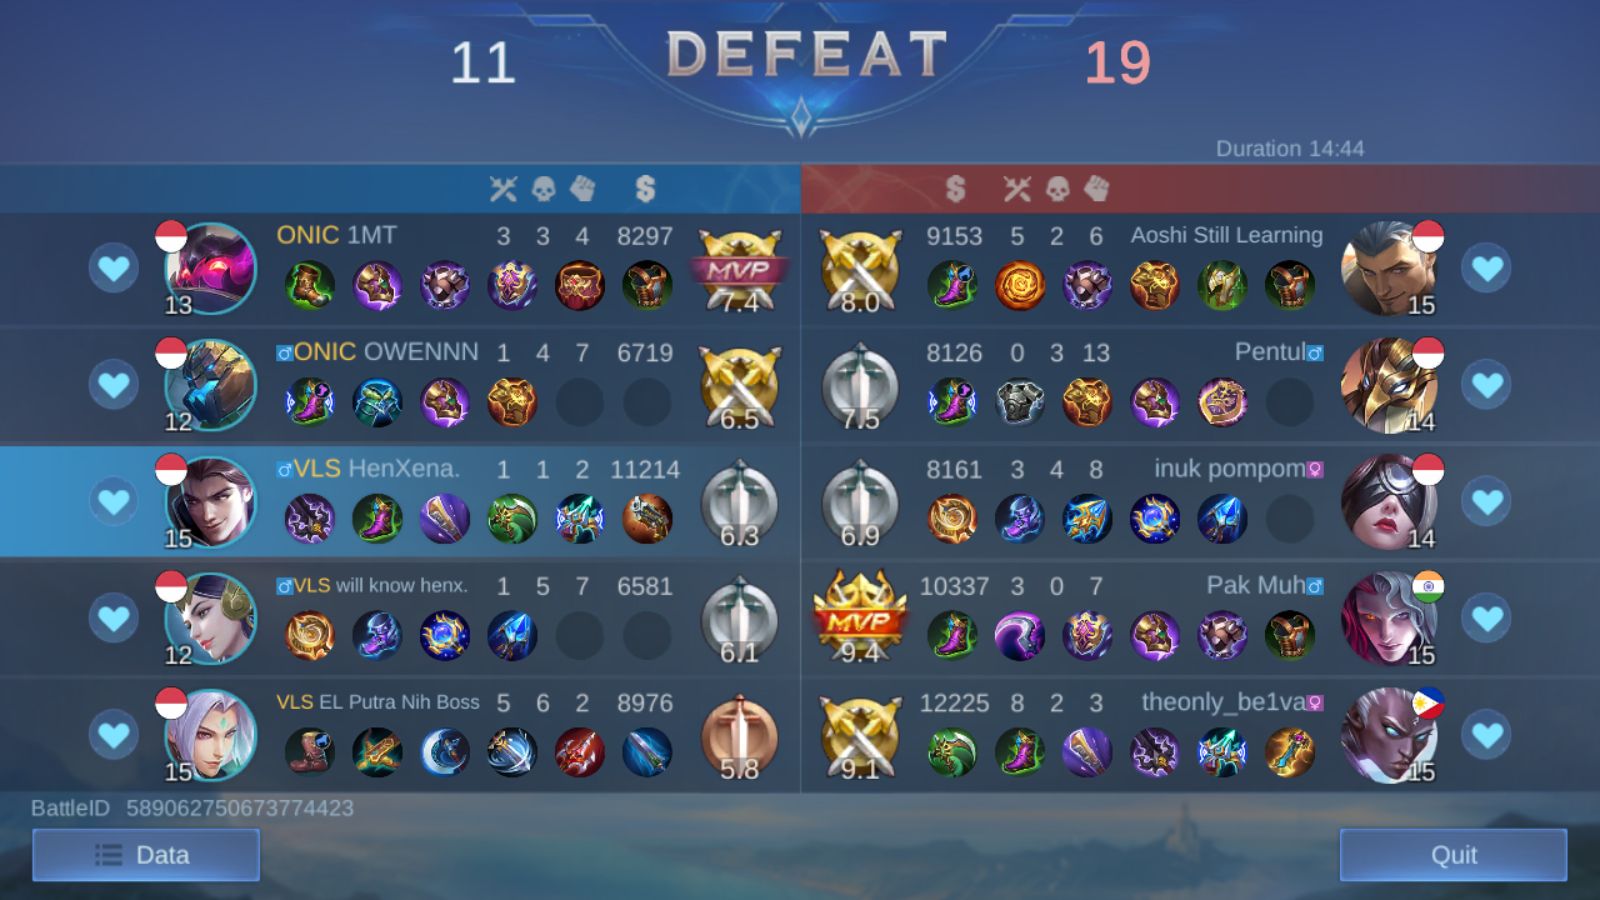 11 DEFEAT 19
Duration 14:44
ONIC 1MT 3 3 4 8297 MVP 7.4 13
8.0 9153 5 2 6 Aoshi Still Learning 15
ONIC OWENNN 1 4 7 6719 6.5 12
7.5 8126 0 3 13 Pentul 14
VLS HenXena. 1 1 2 11214 6.3 15
6.9 8161 3 4 8 inuk pompom 14
VLS will know henx. 1 5 7 6581 6.1 12
MVP 9.4 10337 3 0 7 Pak Muh 15
VLS EL Putra Nih Boss 5 6 2 8976 5.8 15
9.1 12225 8 2 3 theonly_be1va 15
BattleID 589062750673774423
Data
Quit